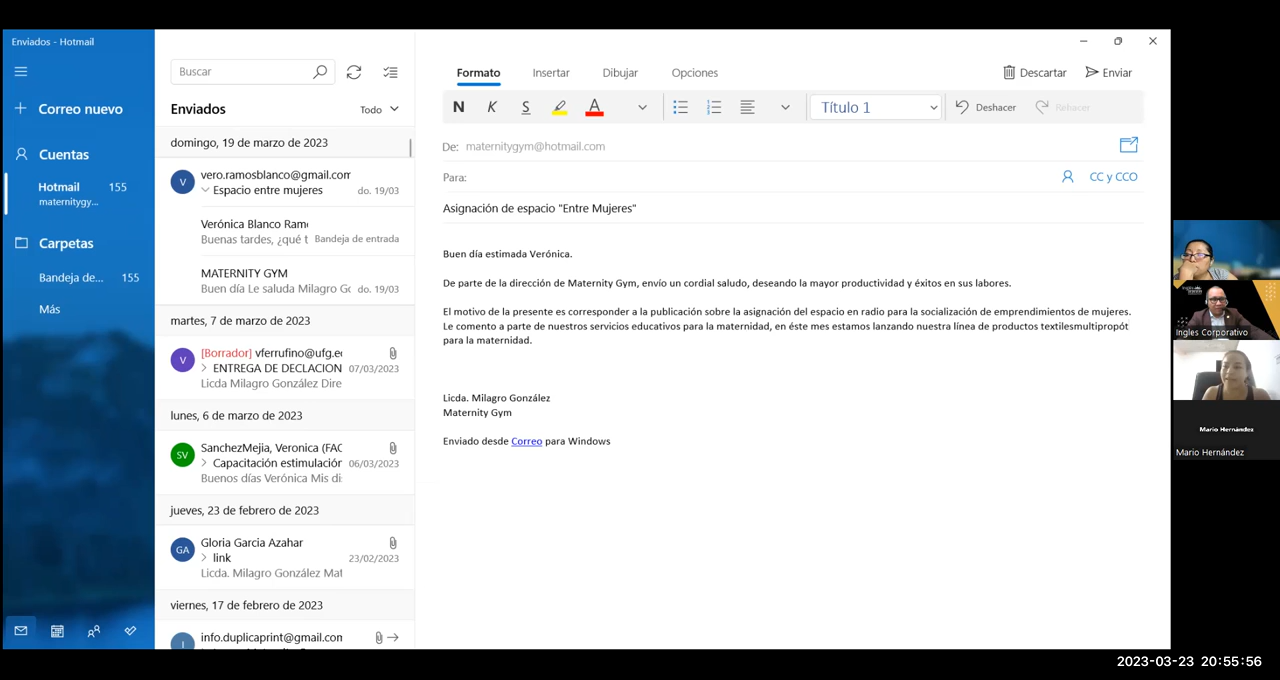 Enviados - Hotmail
Correo nuevo
Cuentas
Hotmail 155
maternitygy...
Carpetas
Bandeja de... 155
Más
Buscar
Enviados Todo
domingo, 19 de marzo de 2023
V
vero.ramosblanco@gmail.com
Espacio entre mujeres do. 19/03
Verónica Blanco Ramo
Buenas tardes, ¿qué t Bandeja de entrada
MATERNITY GYM
Buen día Le saluda Milagro Go do. 19/03
martes, 7 de marzo de 2023
V
[Borrador] vferrufino@ufg.ed
ENTREGA DE DECLACION 07/03/2023
Licda Milagro González Dire
lunes, 6 de marzo de 2023
SV
SanchezMejia, Veronica (FAC
Capacitación estimulación 06/03/2023
Buenos días Verónica Mis di
jueves, 23 de febrero de 2023
GA
Gloria Garcia Azahar
link 23/02/2023
Licda. Milagro González Mat
viernes, 17 de febrero de 2023
info.duplicaprint@gmail.com
Formato Insertar Dibujar Opciones Descartar Enviar
N K S A Título 1 Deshacer Rehacer
De: maternitygym@hotmail.com
Para: CC y CCO
Asignación de espacio "Entre Mujeres"
Buen día estimada Verónica.
De parte de la dirección de Maternity Gym, envío un cordial saludo, deseando la mayor productividad y éxitos en sus labores.
El motivo de la presente es corresponder a la publicación sobre la asignación del espacio en radio para la socialización de emprendimientos de mujeres.
Le comento a parte de nuestros servicios educativos para la maternidad, en éste mes estamos lanzando nuestra línea de productos textilesmultipropót
para la maternidad.
Licda. Milagro González
Maternity Gym
Enviado desde Correo para Windows
Ingles Corporativo
Mario Hernández
Mario Hernández
2023-03-23 20:55:56